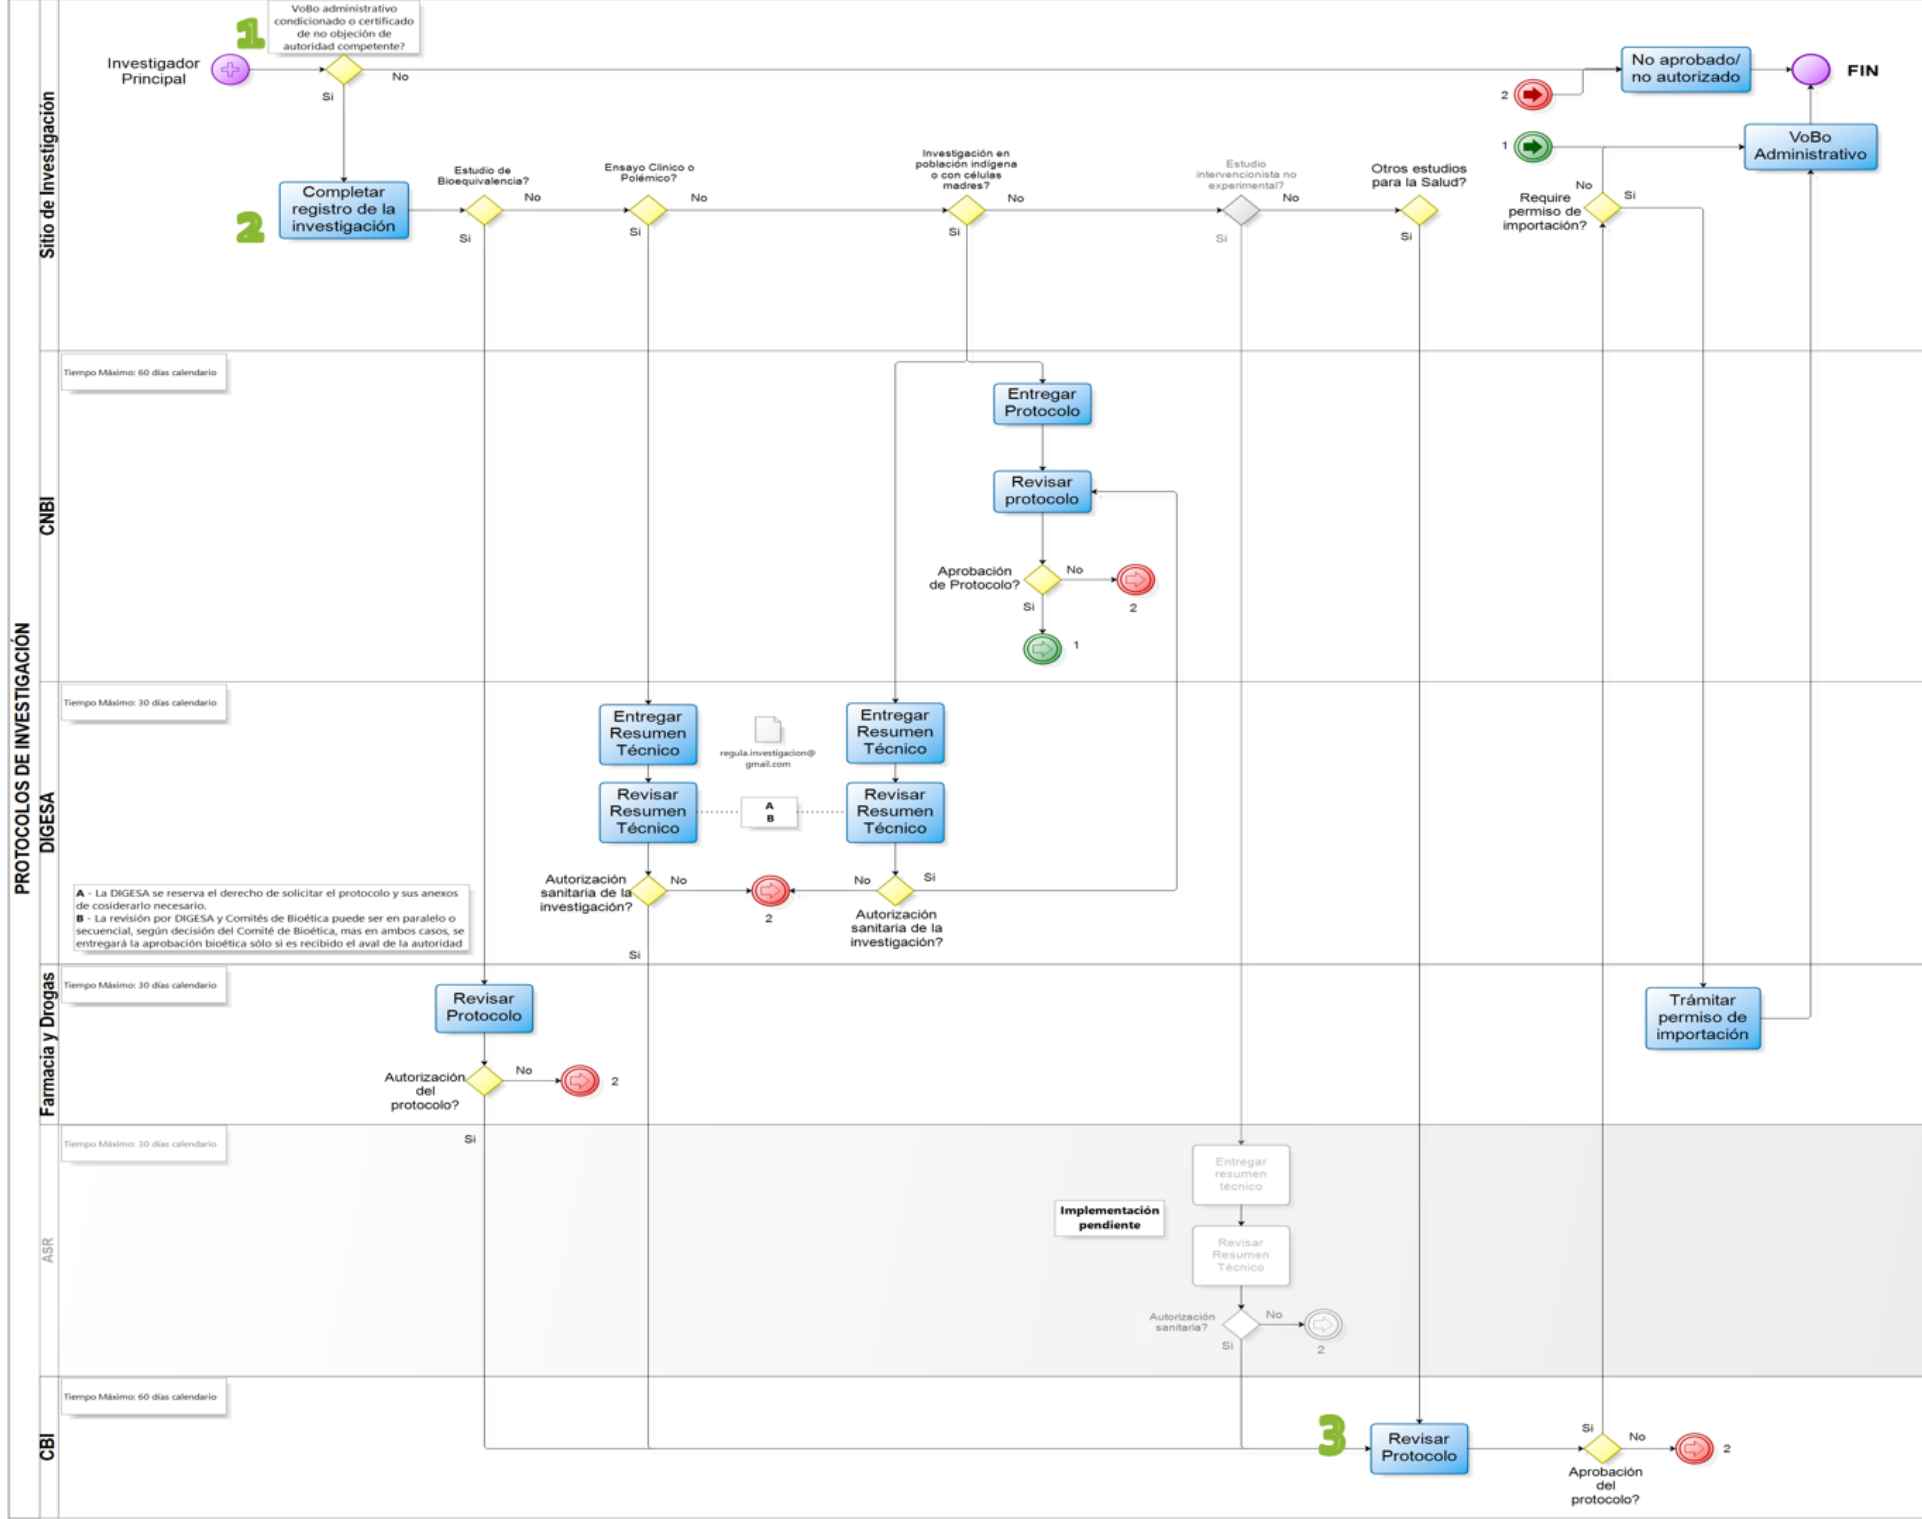 PROTOCOLOS DE INVESTIGACIÓN
Sitio de Investigación
1
VoBo administrativo
condicionado o certificado
de no objeción de
autoridad competente?
Investigador
Principal
No
Si
No aprobado/
no autorizado
FIN
2
1
VoBo
Administrativo
2
Completar
registro de la
investigación
Estudio de
Bioequivalencia?
No
Si
Ensayo Clinico o
Polémico?
No
Si
Investigación en
población indígena
o con células
madres?
No
Si
Estudio
intervencionista no
experimental?
No
Si
Otros estudios
para la Salud?
Si
Require
permiso de
importación?
No
Si
CNBI
Tiempo Máximo: 60 días calendario
Entregar
Protocolo
Revisar
protocolo
Aprobación
de Protocolo?
No
2
Si
1
DIGESA
Tiempo Máximo: 30 días calendario
Entregar
Resumen
Técnico
regula.investigacion@
gmail.com
Entregar
Resumen
Técnico
Revisar
Resumen
Técnico
A
B
Revisar
Resumen
Técnico
Autorización
sanitaria de la
investigación?
No
Si
2
No
Si
Autorización
sanitaria de la
investigación?
A - La DIGESA se reserva el derecho de solicitar el protocolo y sus anexos
de cosiderarlo necesario.
B - La revisión por DIGESA y Comités de Bioética puede ser en paralelo o
secuencial, según decisión del Comité de Bioética, mas en ambos casos, se
entregará la aprobación bioética sólo si es recibido el aval de la autoridad
Farmacia y Drogas
Tiempo Máximo: 30 días calendario
Revisar
Protocolo
Autorización
del
protocolo?
No
2
Si
Trámitar
permiso de
importación
ASR
Tiempo Máximo: 30 días calendario
Entregar
resumen
técnico
Implementación
pendiente
Revisar
Resumen
Técnico
Autorización
sanitaria?
No
2
Si
CBI
Tiempo Máximo: 60 días calendario
3
Revisar
Protocolo
Si
No
2
Aprobación
del
protocolo?